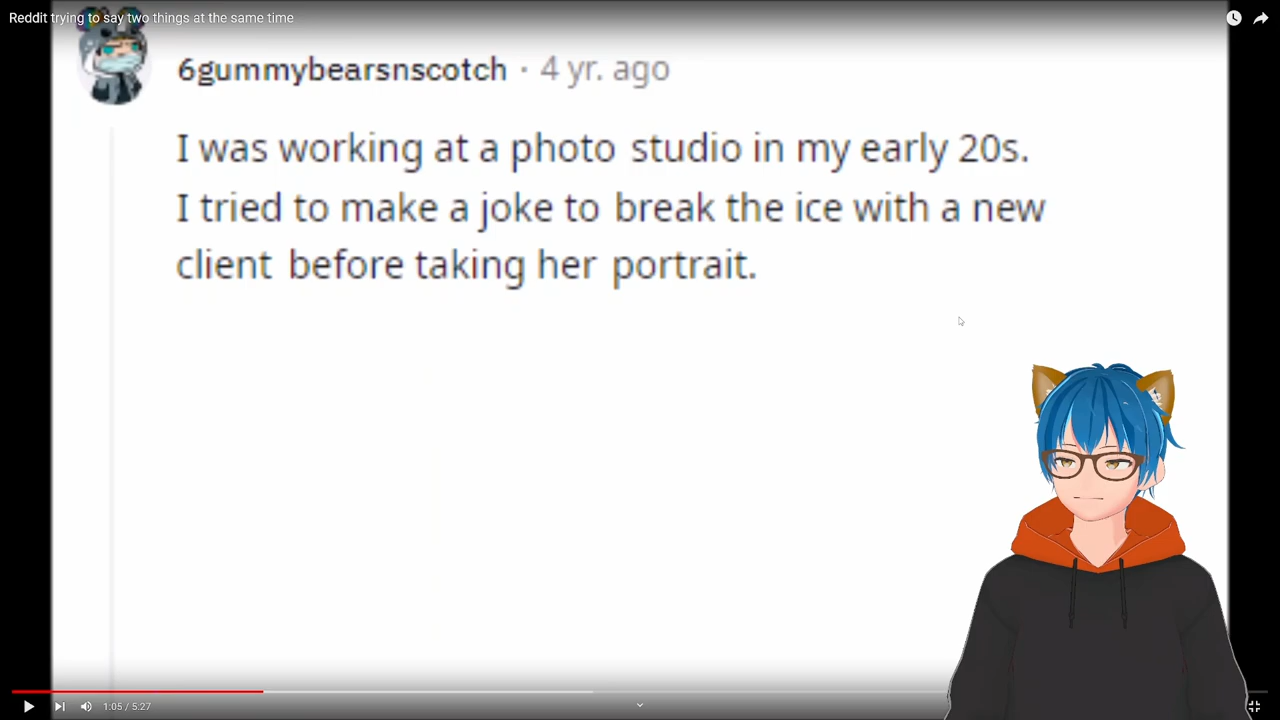 Reddit trying to say two things at the same time
6gummybearsnscotch · 4 yr. ago
I was working at a photo studio in my early 20s.
I tried to make a joke to break the ice with a new
client before taking her portrait.
1:05 / 5:27